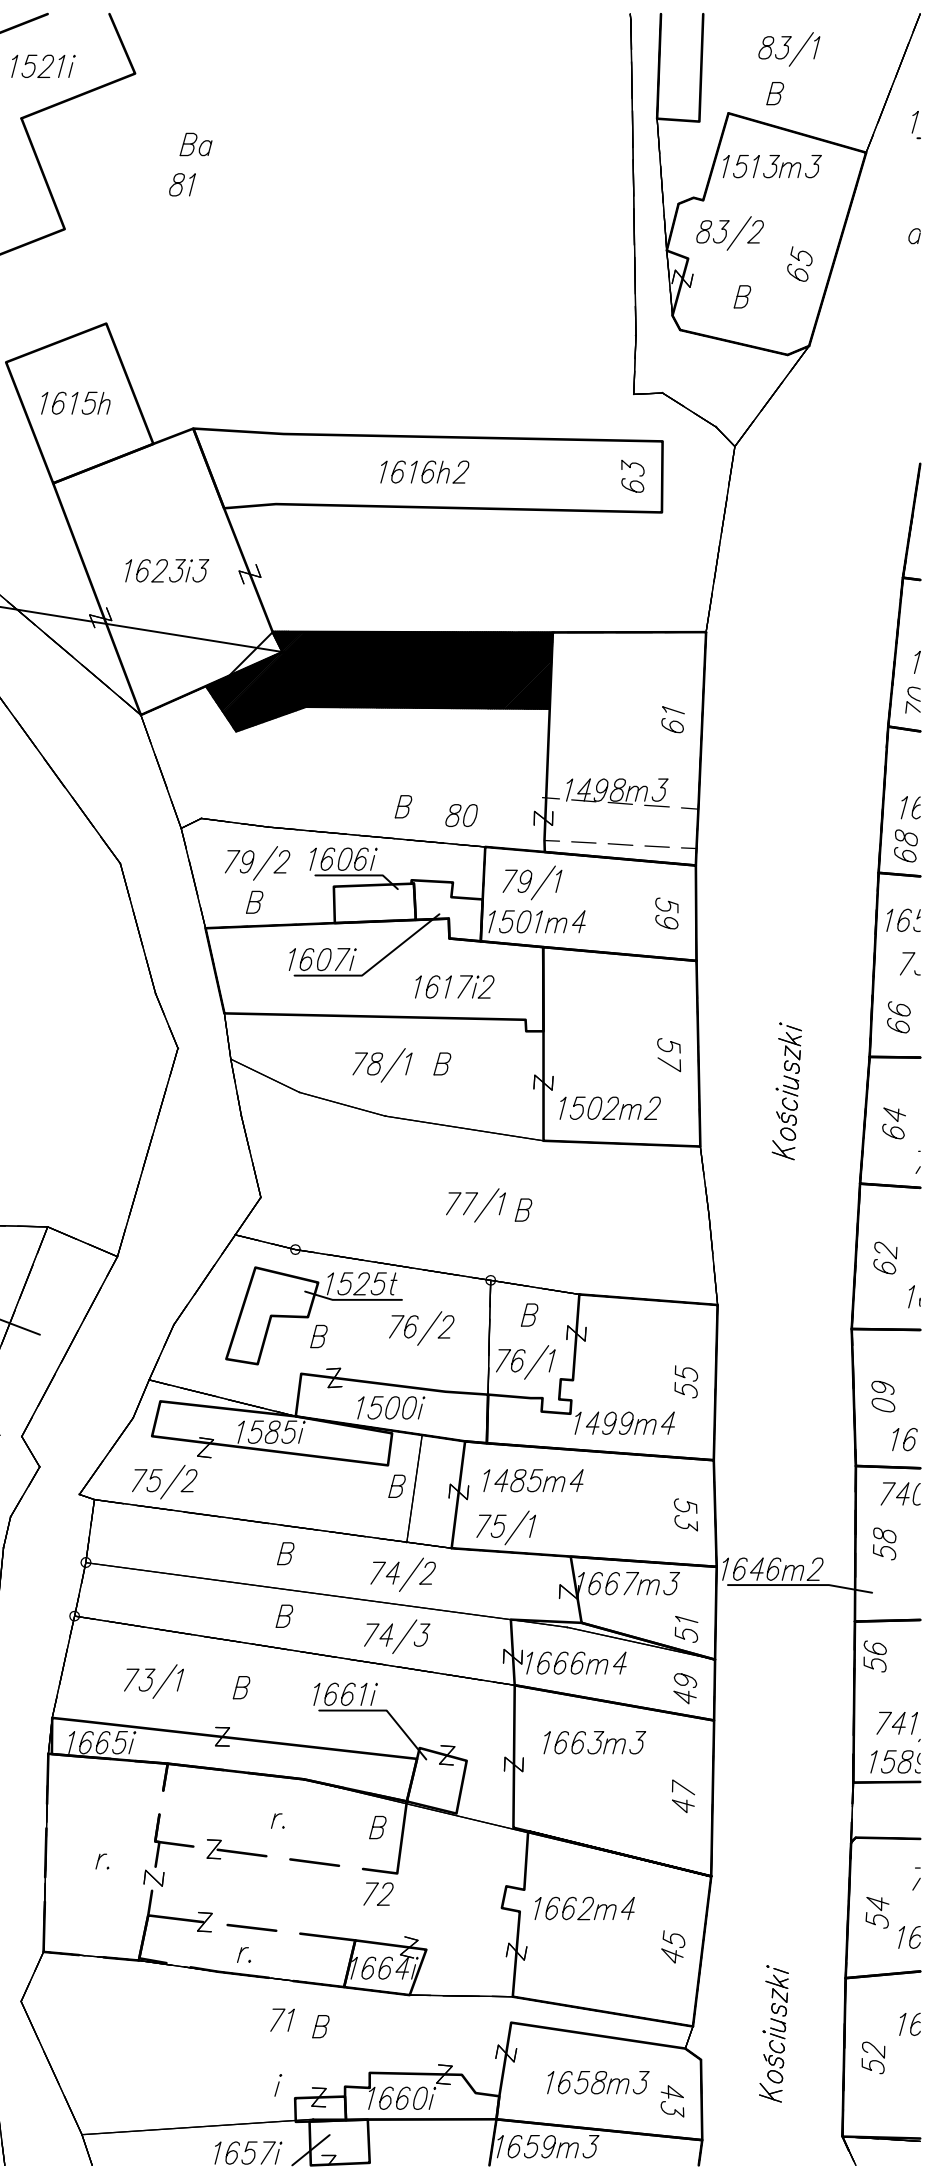 1521i
83/1
B
Ba
81
1513m3
83/2
65
B
1615h
1616h2
63
1623i3
61
1498m3
B
80
79/2
1606i
B
79/1
1501m4
59
1607i
1617i2
66
78/1 B
57
1502m2
64
Kościuszki
77/1 B
62
1525t
76/2
B
B
76/1
55
60
1500i
1585i
1499m4
75/2
B
1485m4
75/1
53
58
B
74/2
1667m3
1646m2
B
74/3
51
56
1666m4
73/1
B
1661i
49
1665i
1663m3
47
r.
B
r.
72
1662m4
54
45
r.
1664i
Kościuszki
71 B
52
i
1660i
1658m3
43
1657i
1659m3
68
70